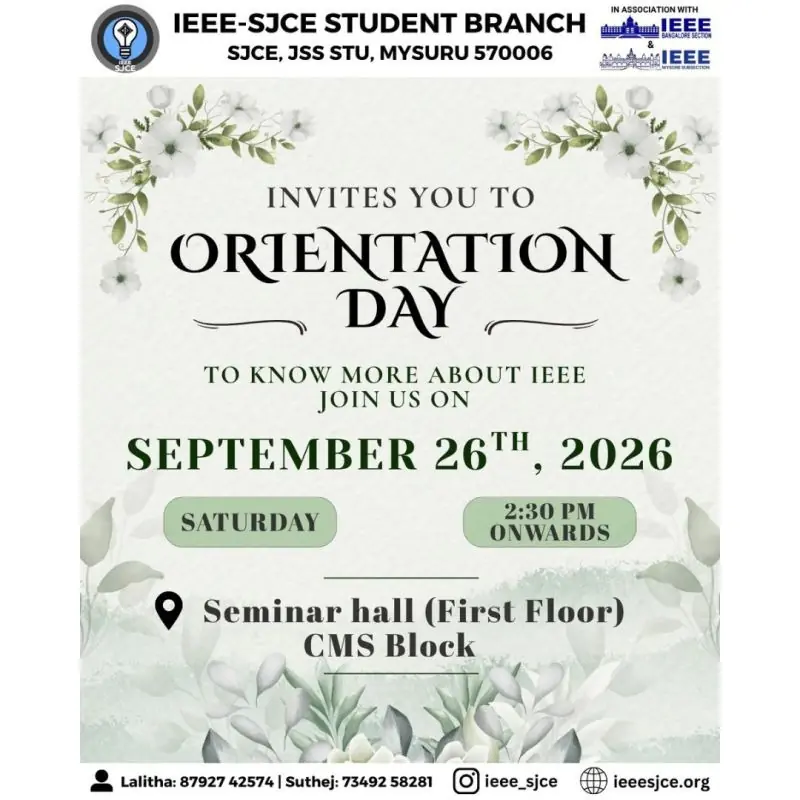 IEEE-SJCE STUDENT BRANCH
SJCE, JSS STU, MYSURU 570006
IEEE
SJCE
IN ASSOCIATION WITH
IEEE
BANGALORE SECTION
&
IEEE
MYSORE SUBSECTION
INVITES YOU TO
ORIENTATION
DAY
TO KNOW MORE ABOUT IEEE
JOIN US ON
SEPTEMBER 26TH, 2026
SATURDAY
2:30 PM
ONWARDS
Seminar hall (First Floor)
CMS Block
Lalitha: 87927 42574 | Suthej: 73492 58281
ieee_sjce
ieeesjce.org